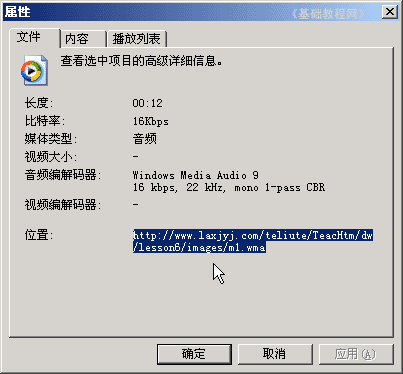 属性
《基础教程网》
文件 内容 播放列表
查看选中项目的高级详细信息。
长度: 00:12
比特率: 16Kbps
媒体类型: 音频
视频大小: -
音频编解码器: Windows Media Audio 9
16 kbps, 22 kHz, mono 1-pass CBR
视频编解码器: -
位置: http://www.laxjyj.com/teliute/TeacHtm/dw
/lesson6/images/m1.wma
确定 取消 应用(A)